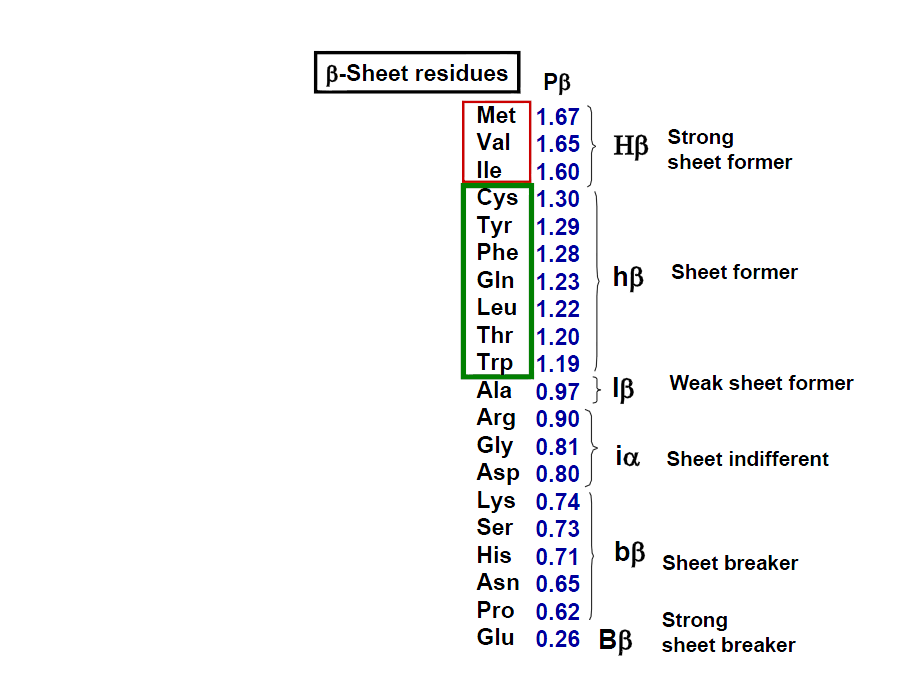 β-Sheet residues Pβ
Met 1.67
Val 1.65 Hβ Strong
sheet former
Ile 1.60
Cys 1.30
Tyr 1.29
Phe 1.28 Sheet former
Gln 1.23 hβ
Leu 1.22
Thr 1.20
Trp 1.19
Ala 0.97 Iβ Weak sheet former
Arg 0.90
Gly 0.81 iα Sheet indifferent
Asp 0.80
Lys 0.74
Ser 0.73
His 0.71 bβ Sheet breaker
Asn 0.65
Pro 0.62 Strong
Glu 0.26 Bβ sheet breaker